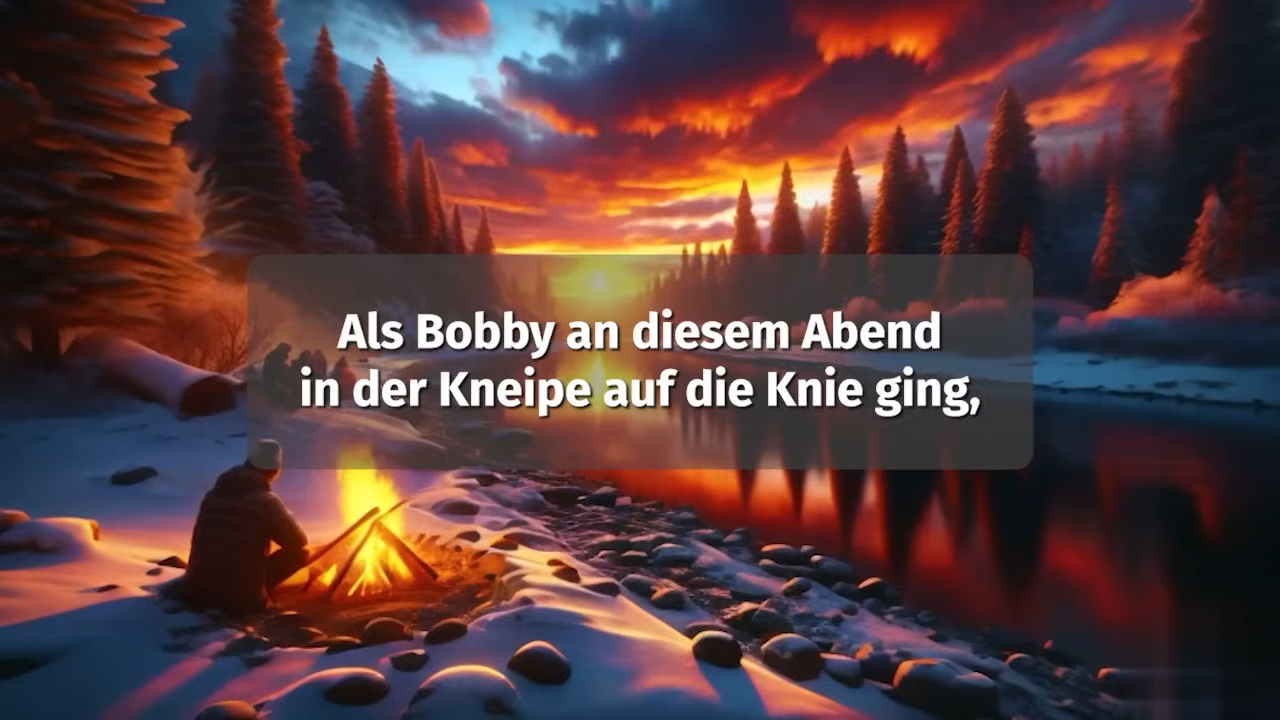 Als Bobby an diesem Abend
in der Kneipe auf die Knie ging,